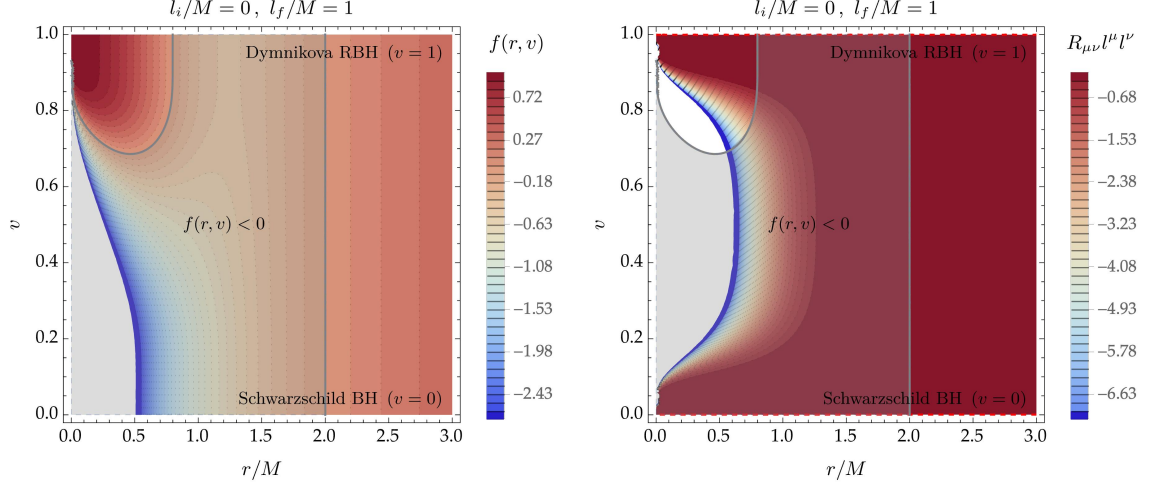 l_i/M = 0 , l_f/M = 1
1.0
0.8
0.6
0.4
0.2
0.0
v
Dymnikova RBH (v = 1)
f(r, v) < 0
Schwarzschild BH (v = 0)
0.0 0.5 1.0 1.5 2.0 2.5 3.0
r/M
f(r, v)
0.72
0.27
−0.18
−0.63
−1.08
−1.53
−1.98
−2.43
l_i/M = 0 , l_f/M = 1
1.0
0.8
0.6
0.4
0.2
0.0
v
Dymnikova RBH (v = 1)
f(r, v) < 0
Schwarzschild BH (v = 0)
0.0 0.5 1.0 1.5 2.0 2.5 3.0
r/M
R_{μν}l^μl^ν
−0.68
−1.53
−2.38
−3.23
−4.08
−4.93
−5.78
−6.63